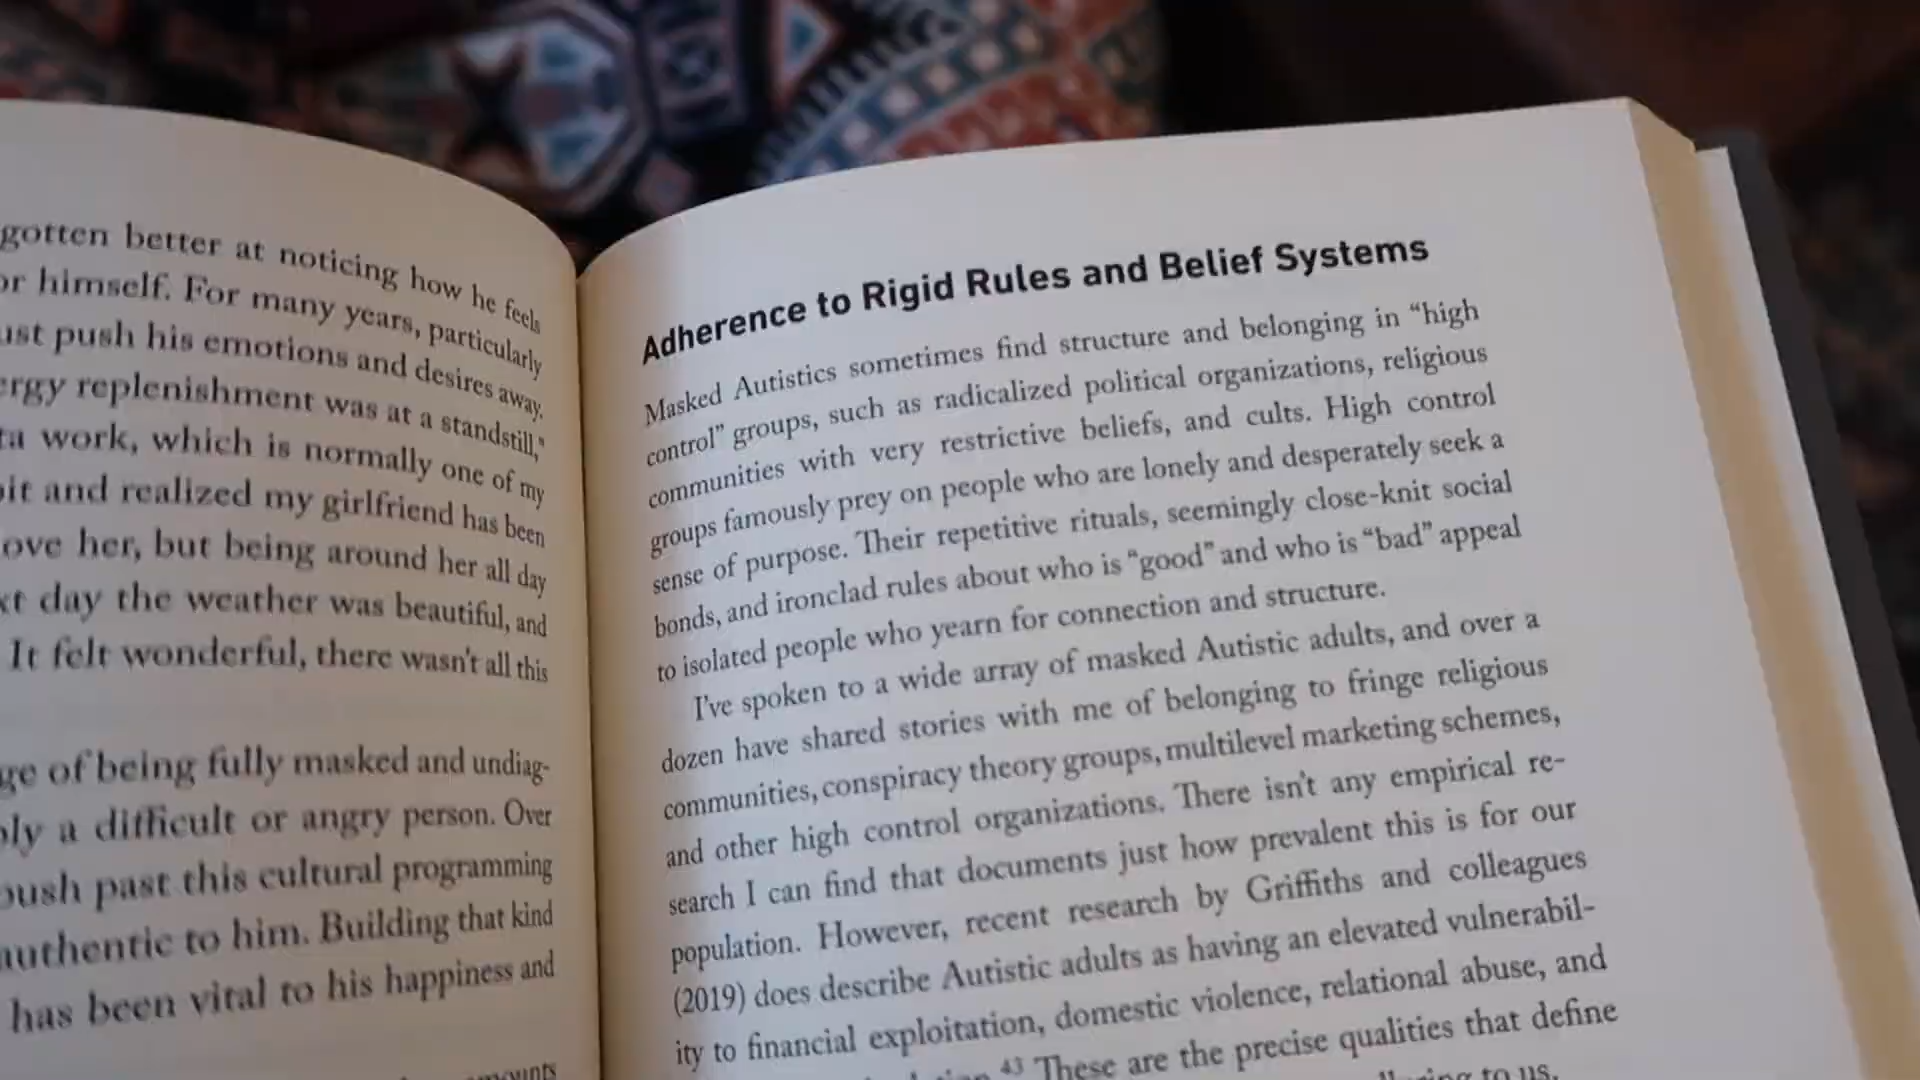 gotten better at noticing how he feels
or himself. For many years, particularly
ust push his emotions and desires away.
ergy replenishment was at a standstill,"
ta work, which is normally one of my
it and realized my girlfriend has been
ove her, but being around her all day
xt day the weather was beautiful, and
It felt wonderful, there wasn't all this
ge of being fully masked and undiag-
ly a difficult or angry person. Over
push past this cultural programming
authentic to him. Building that kind
has been vital to his happiness and
Adherence to Rigid Rules and Belief Systems
Masked Autistics sometimes find structure and belonging in “high
control” groups, such as radicalized political organizations, religious
communities with very restrictive beliefs, and cults. High control
groups famously prey on people who are lonely and desperately seek a
sense of purpose. Their repetitive rituals, seemingly close-knit social
bonds, and ironclad rules about who is “good” and who is “bad” appeal
to isolated people who yearn for connection and structure.
I've spoken to a wide array of masked Autistic adults, and over a
dozen have shared stories with me of belonging to fringe religious
communities, conspiracy theory groups, multilevel marketing schemes,
and other high control organizations. There isn't any empirical re-
search I can find that documents just how prevalent this is for our
population. However, recent research by Griffiths and colleagues
(2019) does describe Autistic adults as having an elevated vulnerabil-
ity to financial exploitation, domestic violence, relational abuse, and
43 These are the precise qualities that define
to us.